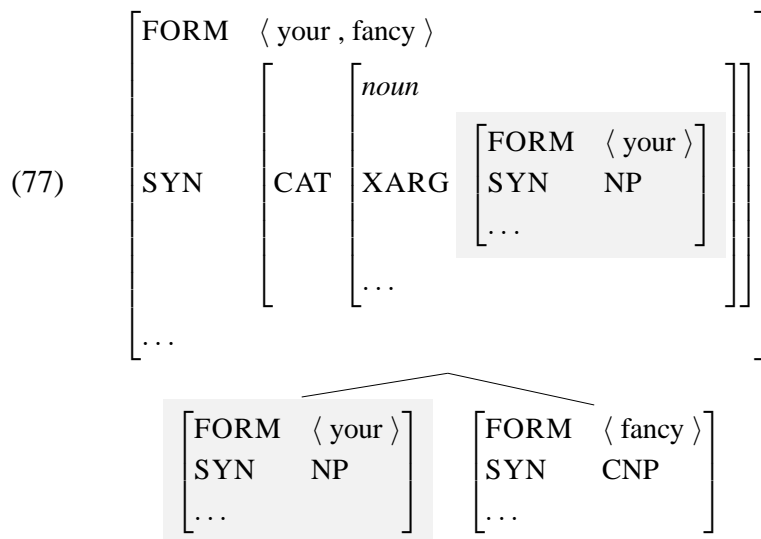 FORM ⟨ your , fancy ⟩
noun
FORM ⟨ your ⟩
(77) SYN CAT XARG SYN NP
. . .
. . .
. . .
FORM ⟨ your ⟩ FORM ⟨ fancy ⟩
SYN NP SYN CNP
. . . . . .